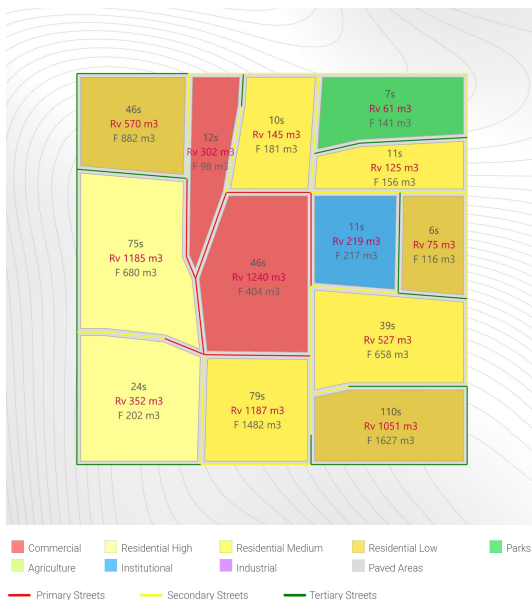 46s
Rv 570 m3
F 882 m3
12s
Rv 302 m3
F 98 m3
10s
Rv 145 m3
F 181 m3
7s
Rv 61 m3
F 141 m3
11s
Rv 125 m3
F 156 m3
75s
Rv 1185 m3
F 680 m3
46s
Rv 1240 m3
F 404 m3
11s
Rv 219 m3
F 217 m3
6s
Rv 75 m3
F 116 m3
39s
Rv 527 m3
F 658 m3
24s
Rv 352 m3
F 202 m3
79s
Rv 1187 m3
F 1482 m3
110s
Rv 1051 m3
F 1627 m3
Commercial Residential High Residential Medium Residential Low Parks
Agriculture Institutional Industrial Paved Areas
Primary Streets Secondary Streets Tertiary Streets